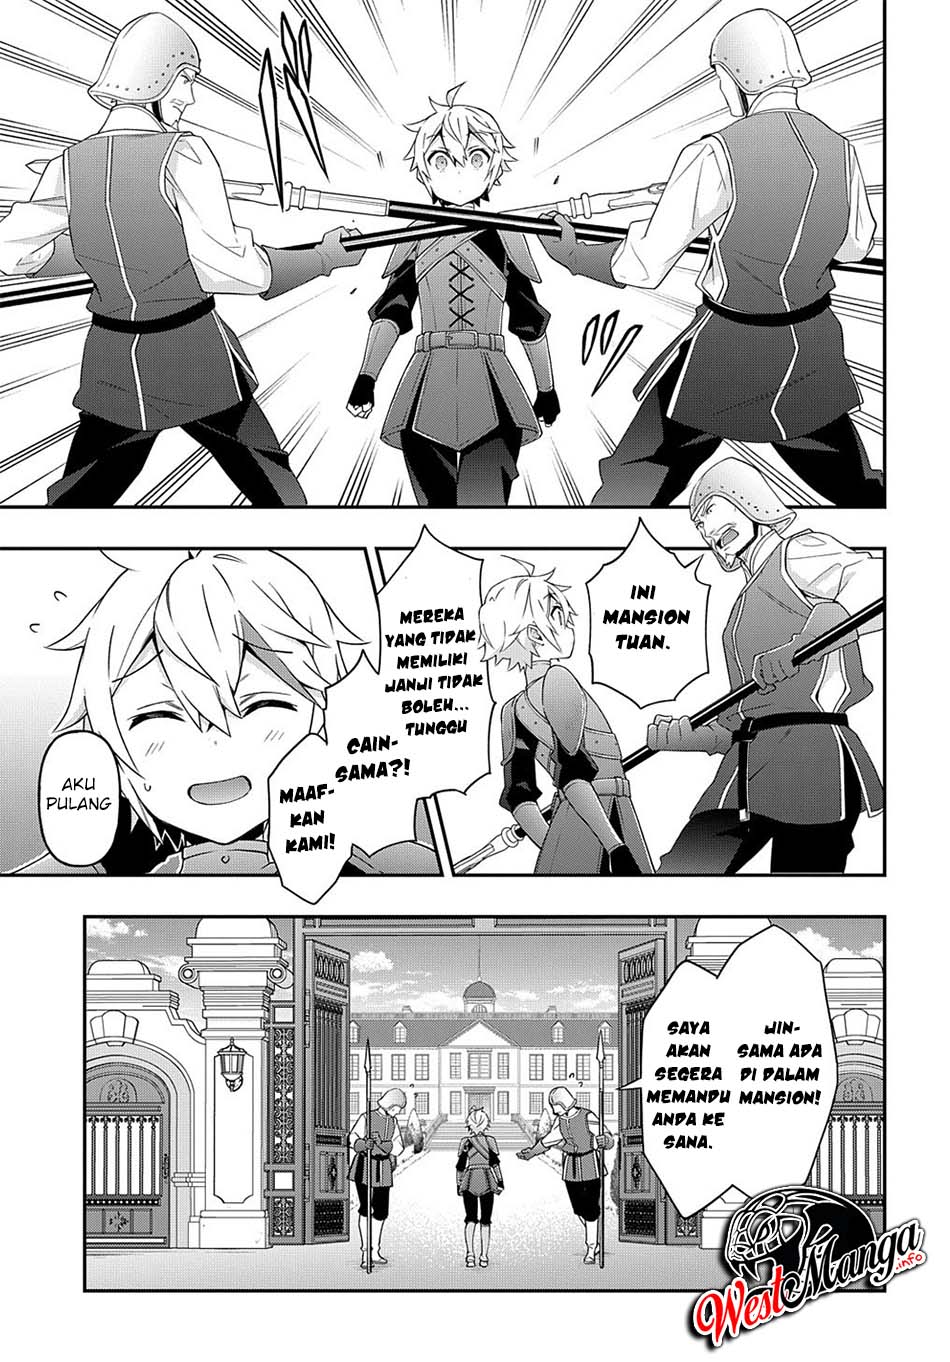 INI
MANSION
TUAN.
MEREKA
YANG TIDAK
MEMILIKI
JANJI TIDAK
BOLEH...
TUNGGU
CAIN-
SAMA?!
MAAF-
KAN
KAMI!
AKU
PULANG
JIN-
SAMA ADA
DI DALAM
MANSION!
SAYA
AKAN
SEGERA
MEMANDU
ANDA KE
SANA.
WestManga
.info